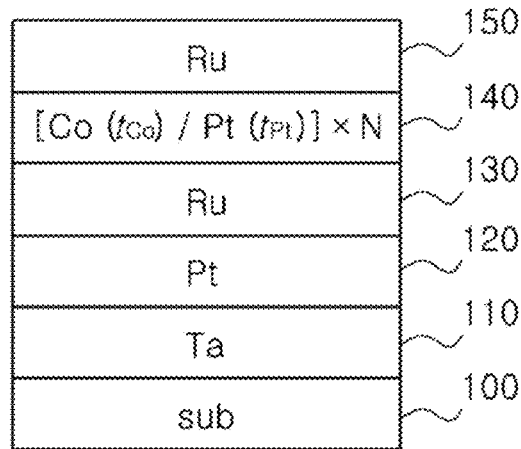 Ru 150
[Co (tCo) / Pt (tPt)] × N 140
Ru 130
Pt 120
Ta 110
sub 100